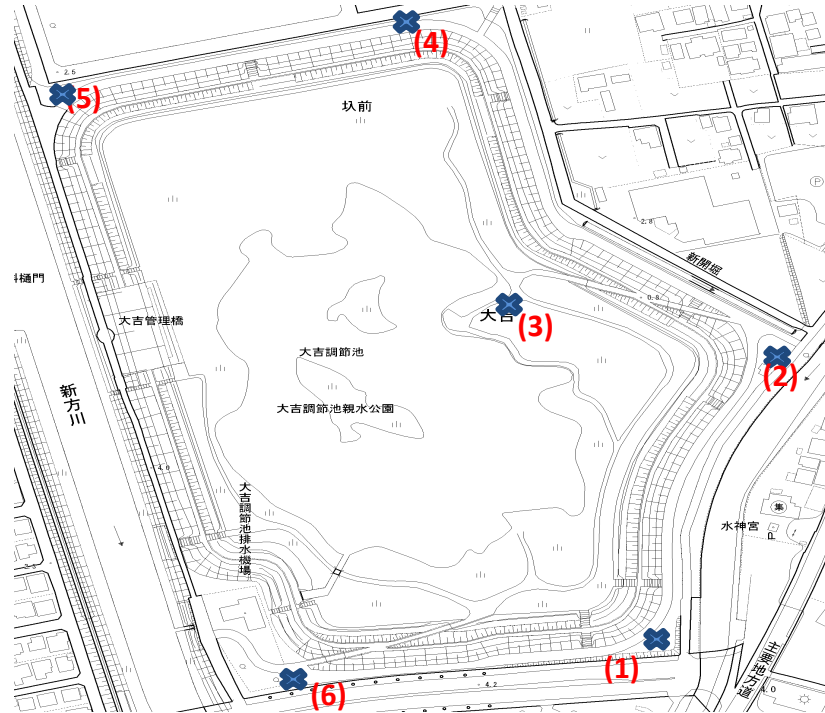 (4)
- 2.6
(5)
圦前
P
- 2.8
新開堀
斗樋門
- 0.8
大吉管理橋
大吉
(3)
大吉調節池
(2)
新方川
大吉調節池親水公園
- 4.0
大吉調節池排水機場
集
水神宮
P
(1)
主要地方道
(6)
- 4.2
4.0